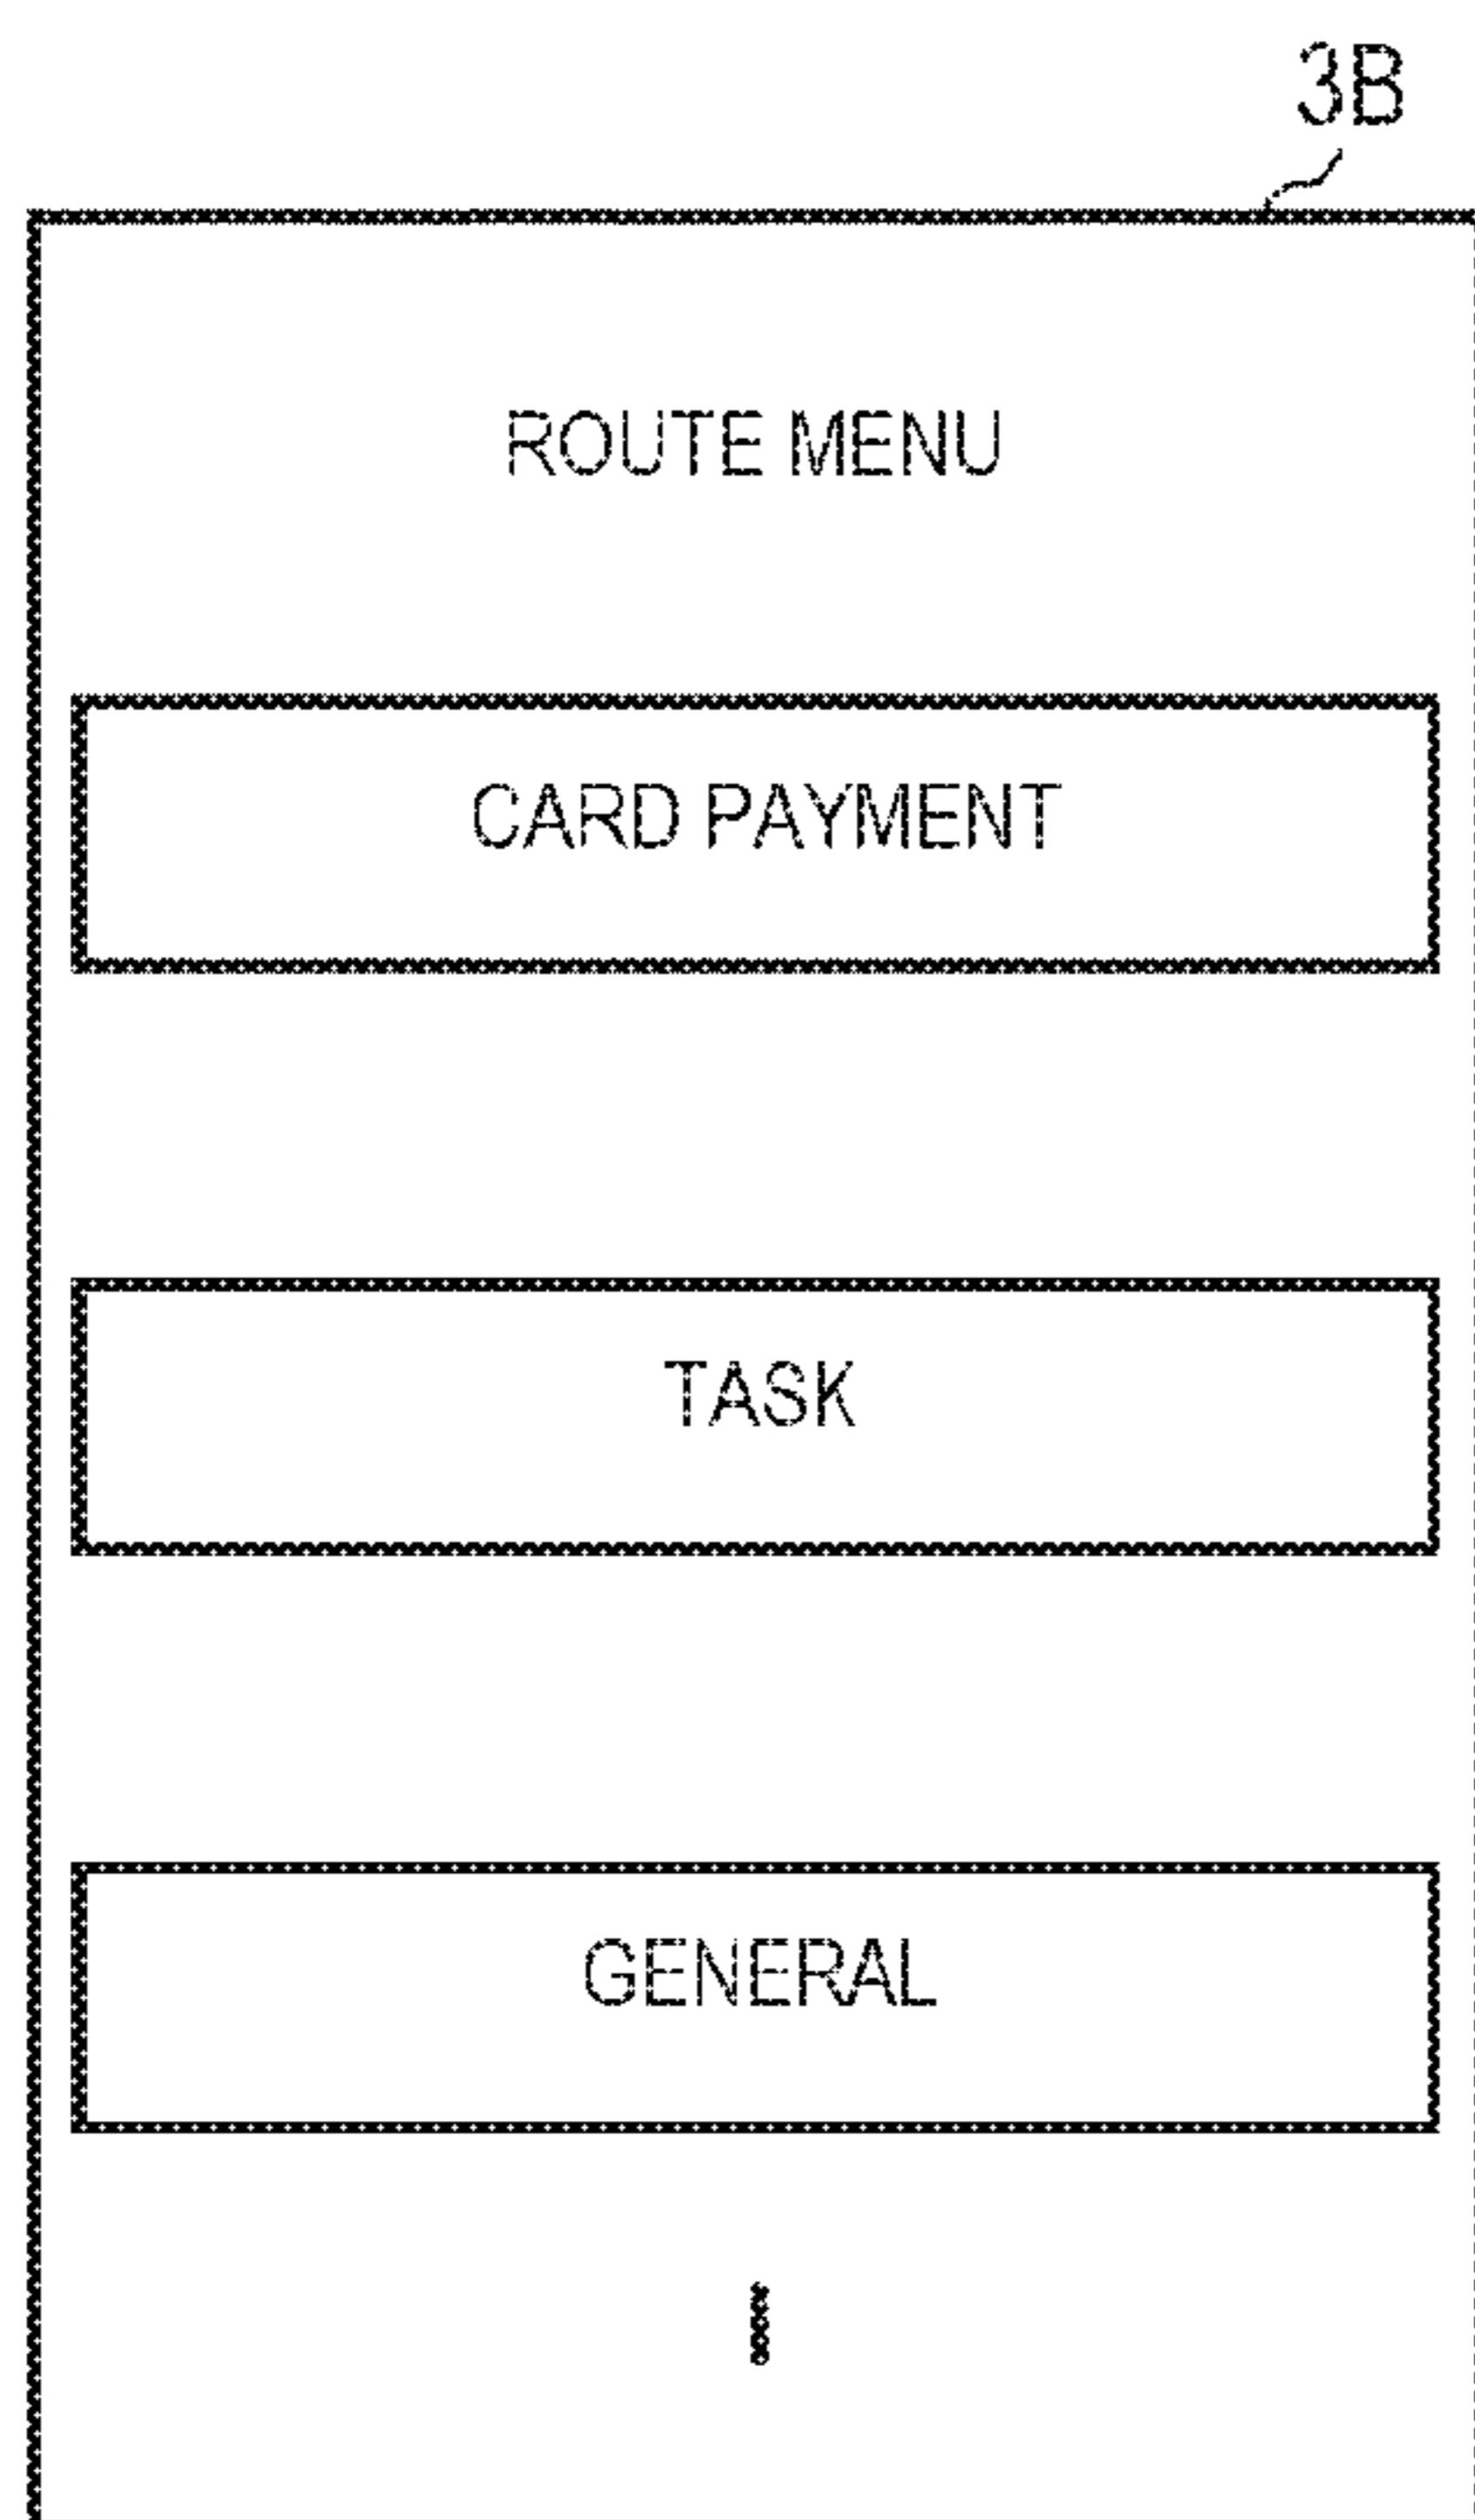 3B
ROUTE MENU
CARD PAYMENT
TASK
GENERAL